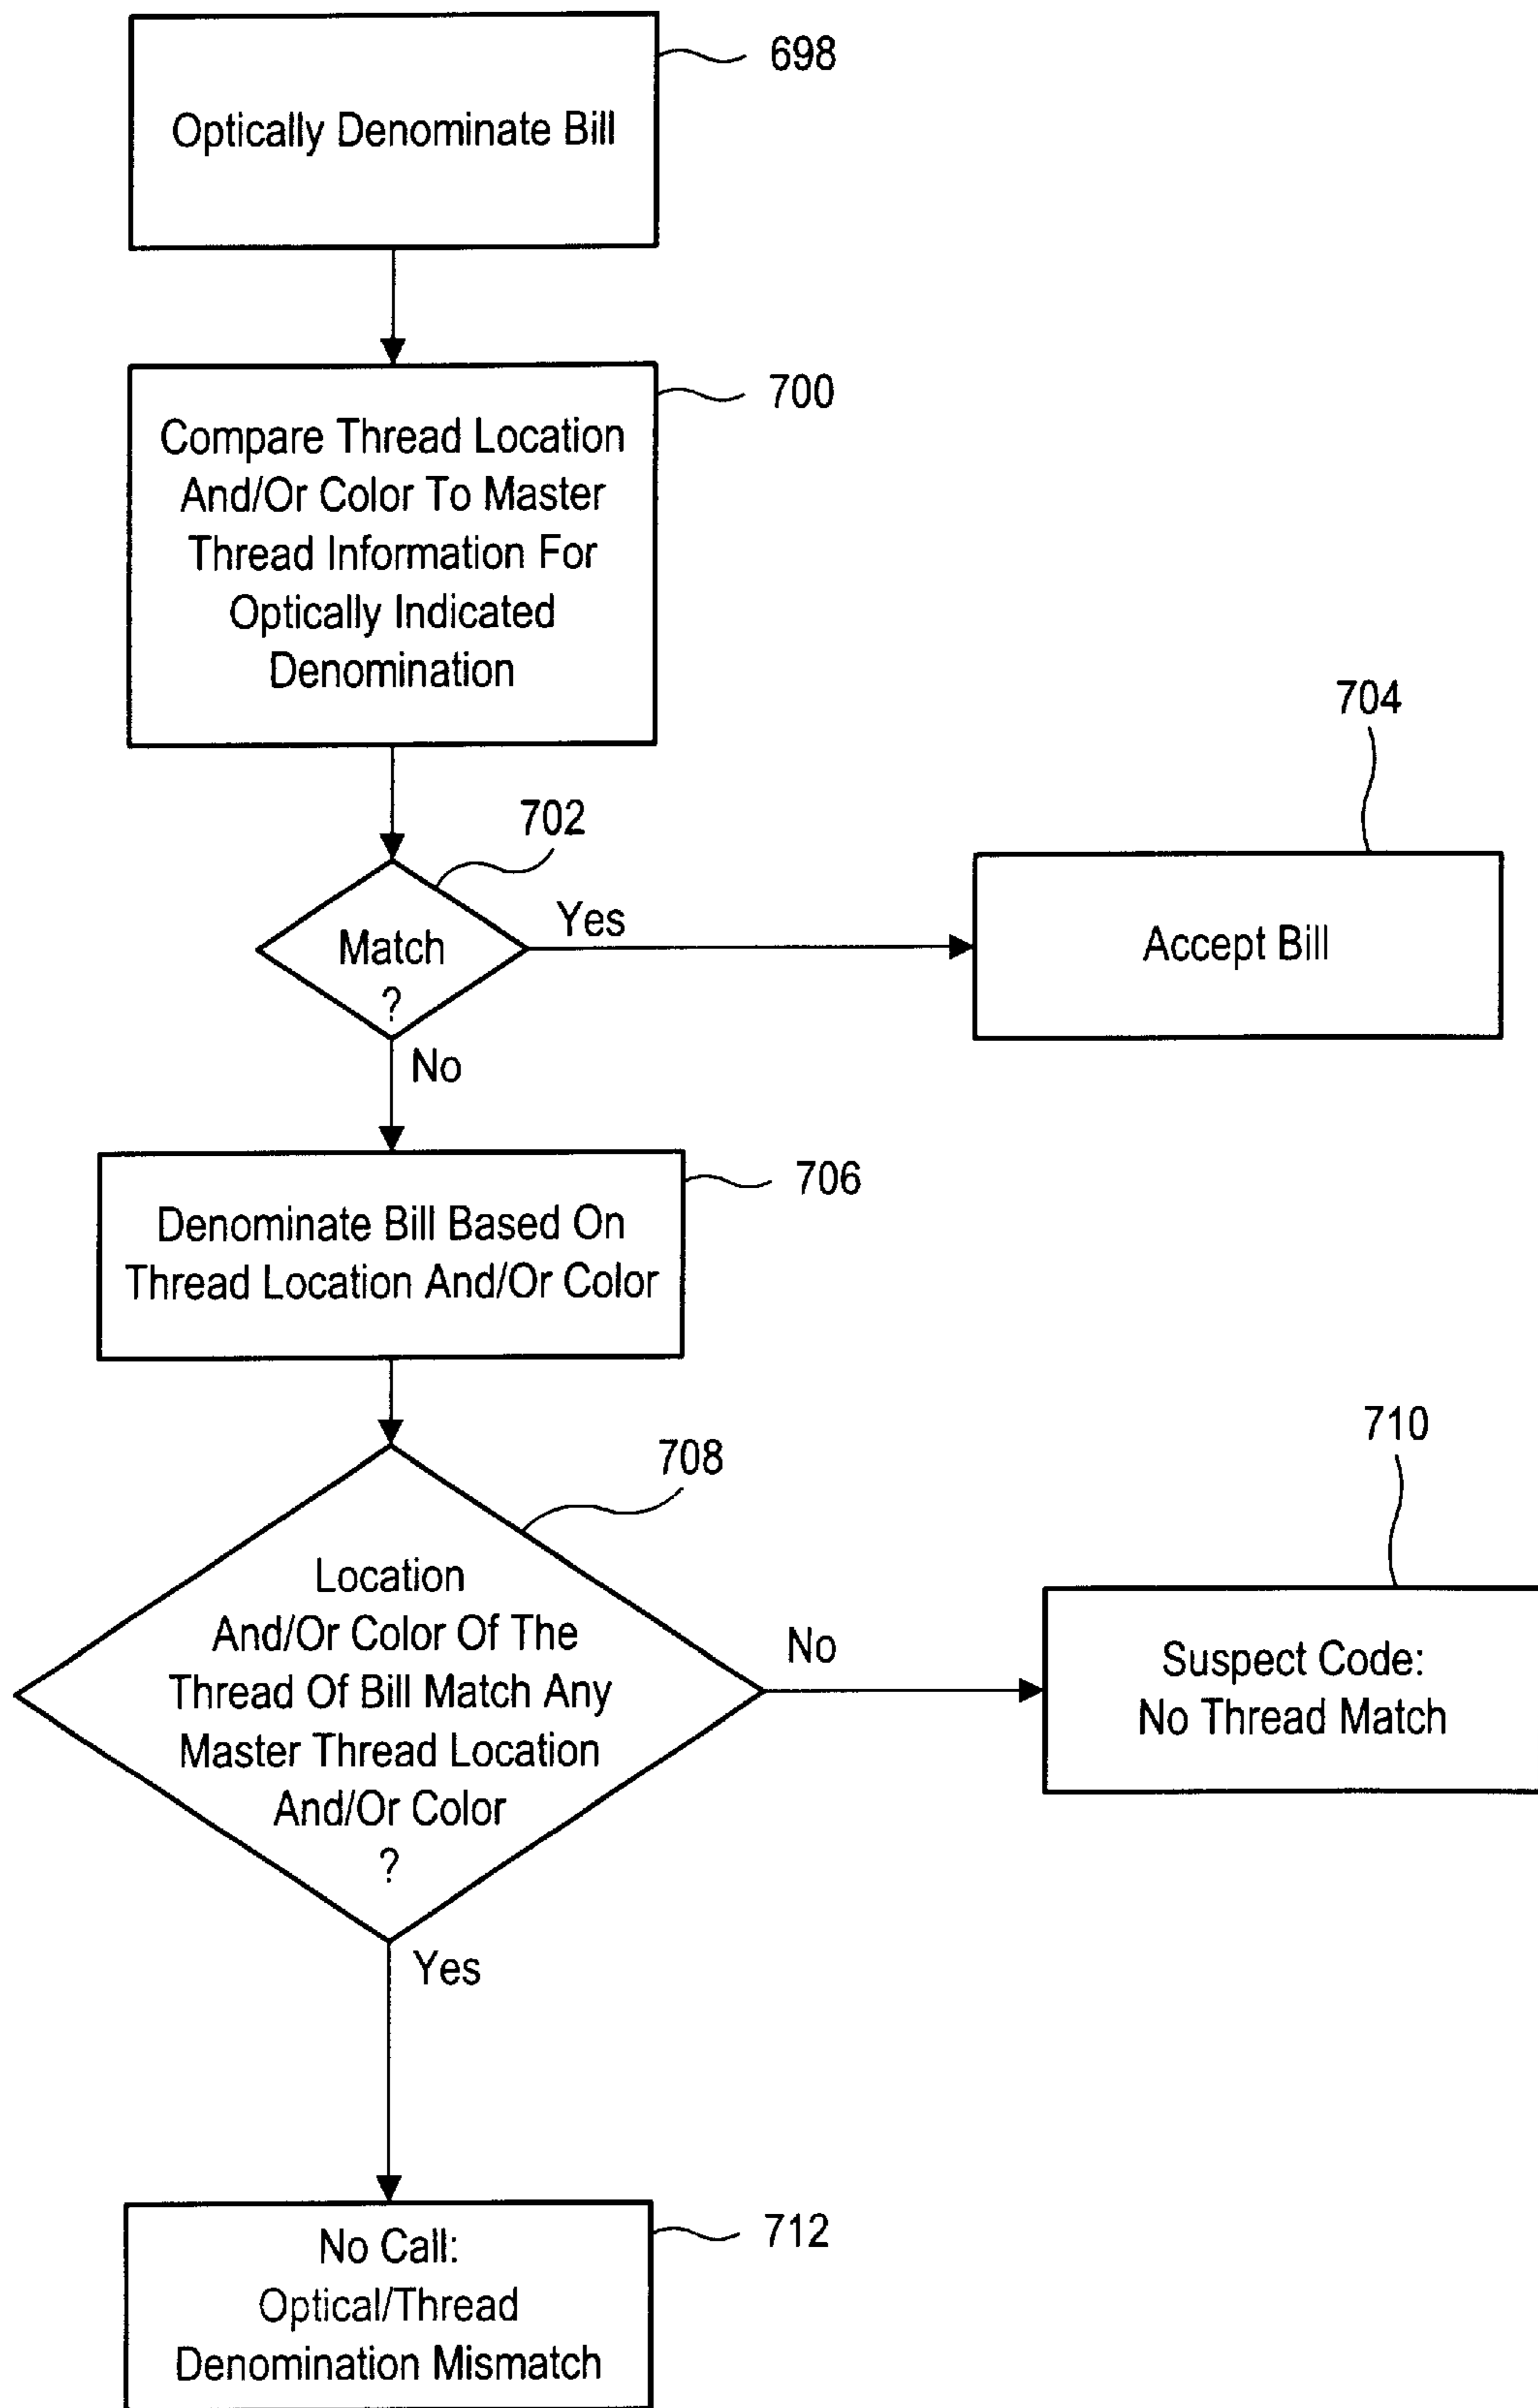 698
Optically Denominate Bill
700
Compare Thread Location
And/Or Color To Master
Thread Information For
Optically Indicated
Denomination
704
702
Match
?
Yes
Accept Bill
No
706
Denominate Bill Based On
Thread Location And/Or Color
710
708
Location
And/Or Color Of The
Thread Of Bill Match Any
Master Thread Location
And/Or Color
?
No
Suspect Code:
No Thread Match
Yes
712
No Call:
Optical/Thread
Denomination Mismatch